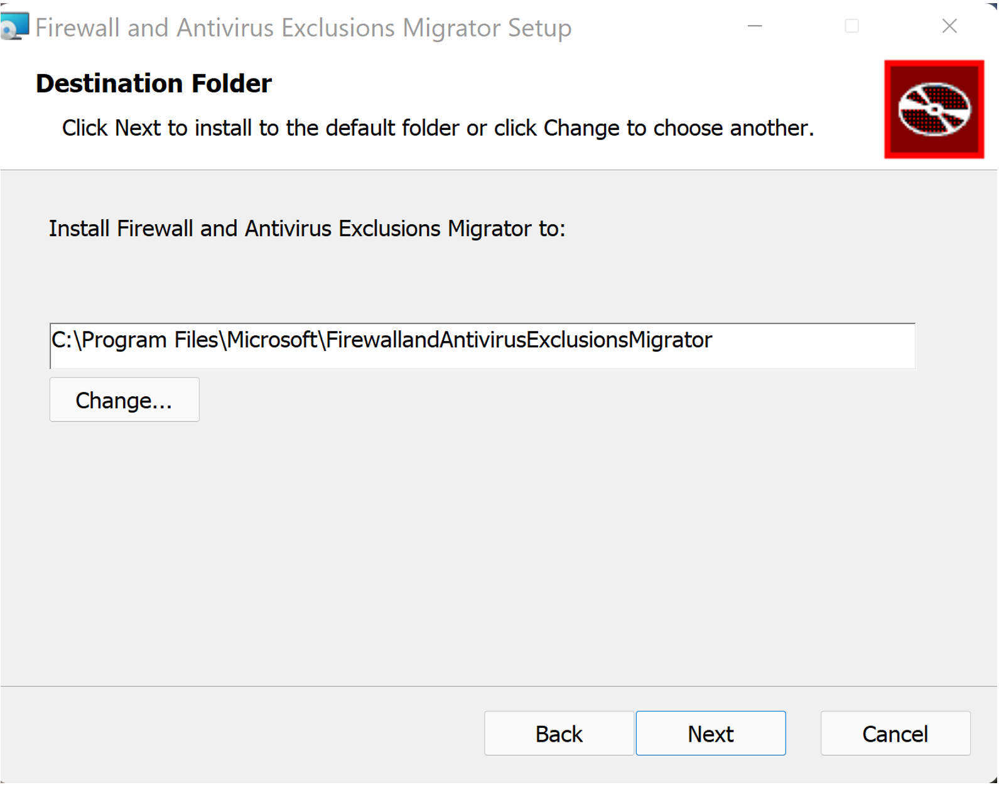 Firewall and Antivirus Exclusions Migrator Setup
Destination Folder
Click Next to install to the default folder or click Change to choose another.
Install Firewall and Antivirus Exclusions Migrator to:
C:\Program Files\Microsoft\FirewallandAntivirusExclusionsMigrator
Change...
Back Next Cancel